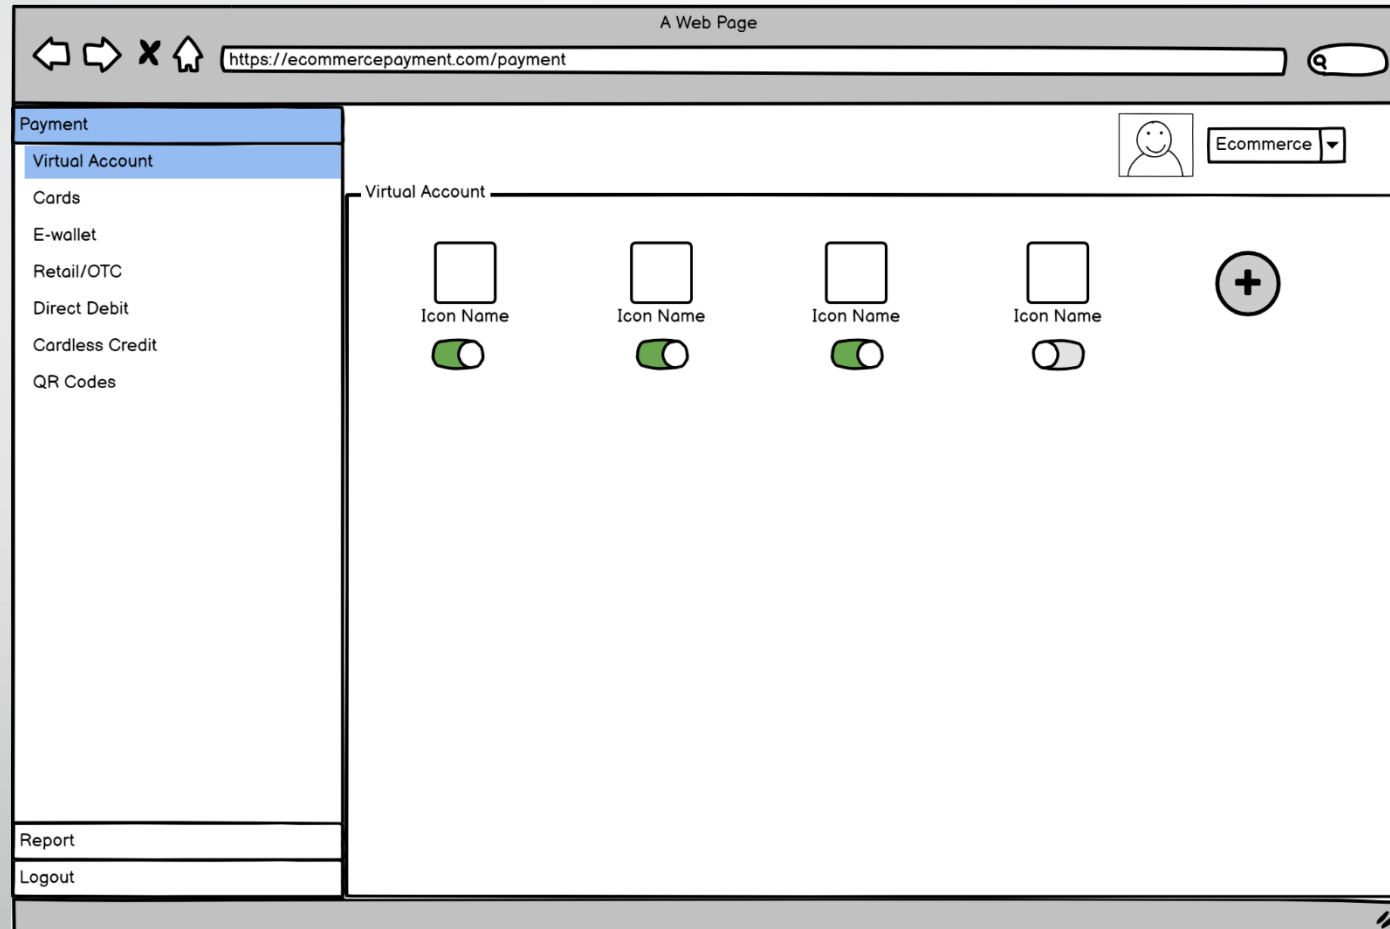 A Web Page
https://ecommercepayment.com/payment
Payment
Virtual Account
Cards
E-wallet
Retail/OTC
Direct Debit
Cardless Credit
QR Codes
Report
Logout
Ecommerce
Virtual Account
Icon Name
Icon Name
Icon Name
Icon Name